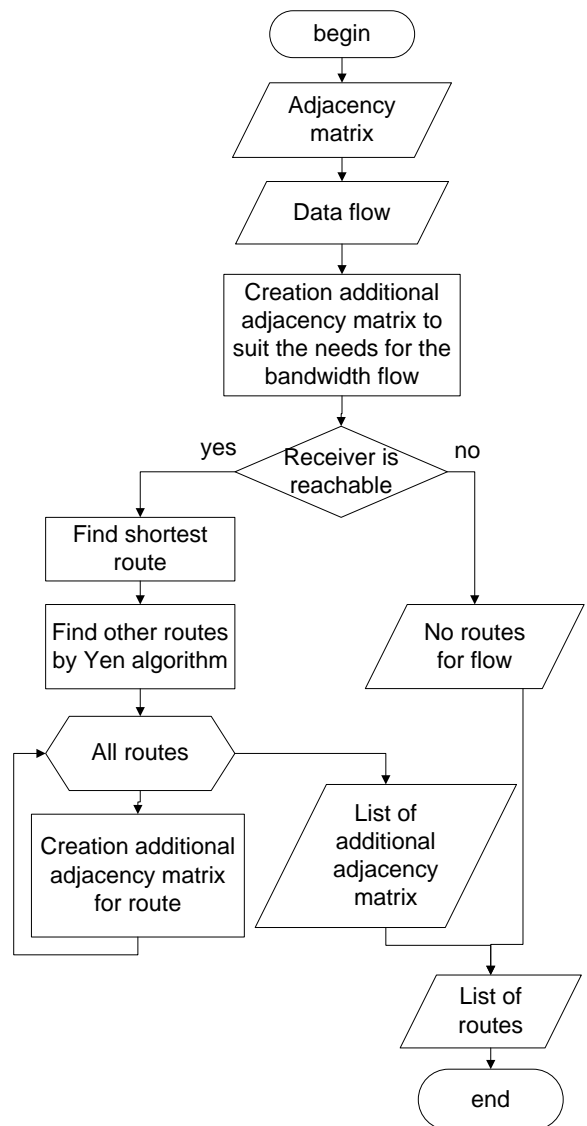 begin
Adjacency
matrix
Data flow
Creation additional
adjacency matrix to
suit the needs for the
bandwidth flow
yes
Receiver is
reachable
no
Find shortest
route
Find other routes
by Yen algorithm
No routes
for flow
All routes
Creation additional
adjacency matrix
for route
List of
additional
adjacency
matrix
List of
routes
end